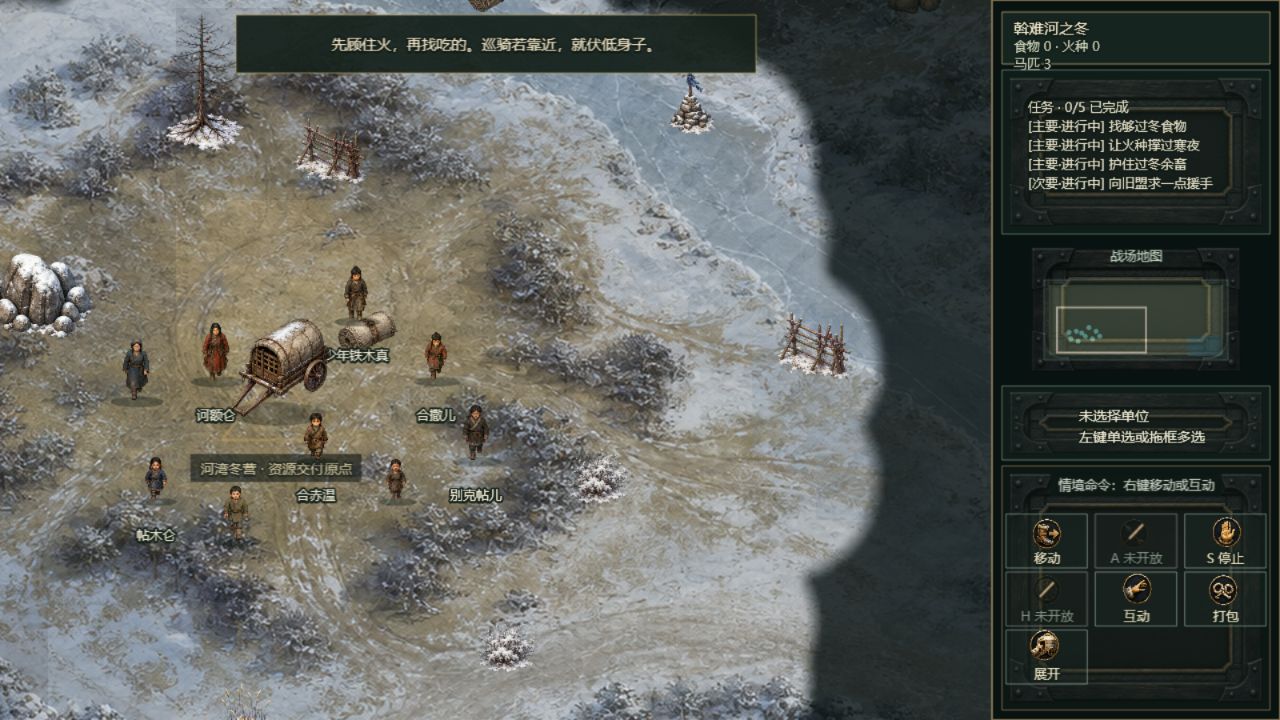 先顾住火，再找吃的。巡骑若靠近，就伏低身子。
少年铁木真
诃额仑
合撒儿
河湾冬营·资源交付原点
合赤温
别克帖儿
帖木仑
斡难河之冬
食物 0 · 火种 0
马匹 3
任务 · 0/5 已完成
[主要·进行中] 找够过冬食物
[主要·进行中] 让火种撑过寒夜
[主要·进行中] 护住过冬余畜
[次要·进行中] 向旧盟求一点援手
战场地图
未选择单位
左键单选或拖框多选
情境命令：右键移动或互动
移动
A 未开放
S 停止
H 未开放
互动
打包
展开